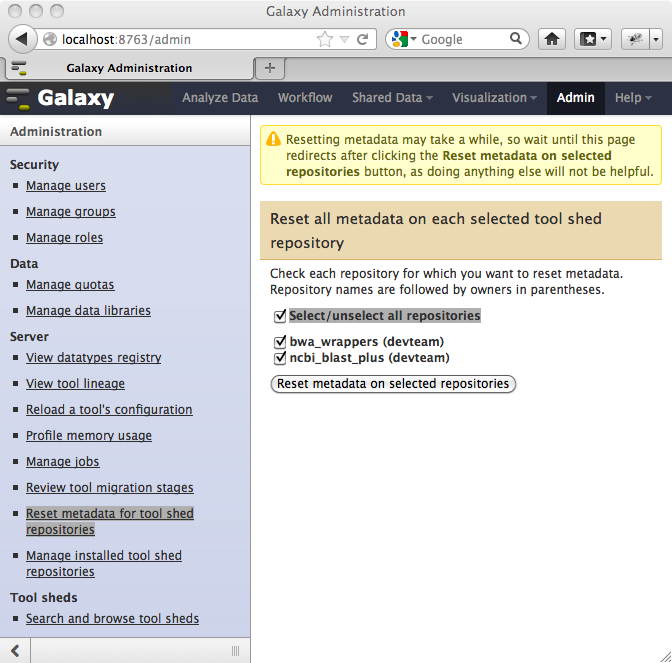 Galaxy Administration
localhost:8763/admin
Google
Galaxy Administration
Galaxy
Analyze Data Workflow Shared Data Visualization Admin Help
Administration
Security
Manage users
Manage groups
Manage roles
Data
Manage quotas
Manage data libraries
Server
View datatypes registry
View tool lineage
Reload a tool's configuration
Profile memory usage
Manage jobs
Review tool migration stages
Reset metadata for tool shed
repositories
Manage installed tool shed
repositories
Tool sheds
Search and browse tool sheds
Resetting metadata may take a while, so wait until this page
redirects after clicking the Reset metadata on selected
repositories button, as doing anything else will not be helpful.
Reset all metadata on each selected tool shed
repository
Check each repository for which you want to reset metadata.
Repository names are followed by owners in parentheses.
Select/unselect all repositories
bwa_wrappers (devteam)
ncbi_blast_plus (devteam)
Reset metadata on selected repositories